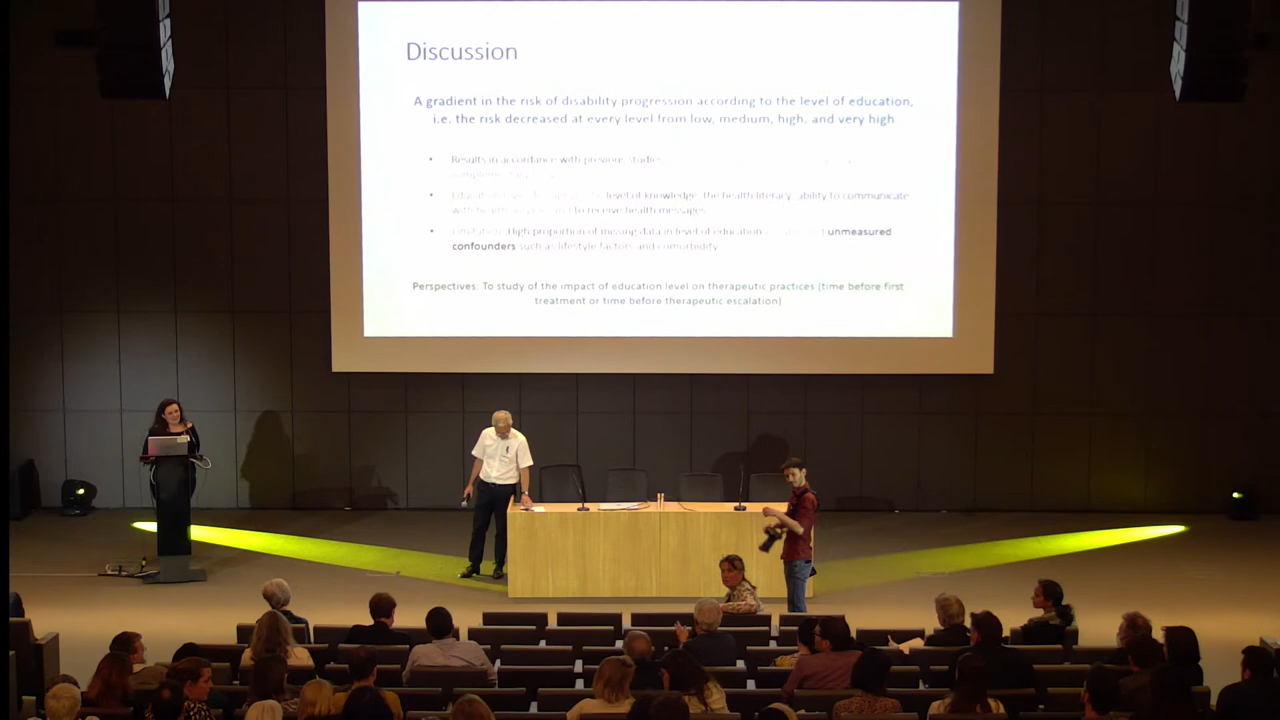 Discussion
A gradient in the risk of disability progression according to the level of education,
i.e. the risk decreased at every level from low, medium, high, and very high
• Results in accordance with previous studies
• level of knowledge, the health literacy, ability to communicate
to receive health messages
• High proportion of missing data in level of education unmeasured
confounders such as lifestyle factors and comorbidity
Perspectives: To study of the impact of education level on therapeutic practices (time before first
treatment or time before therapeutic escalation)